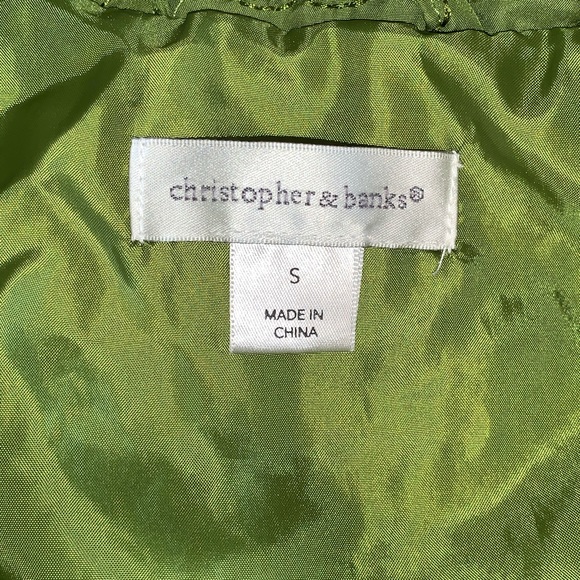 christopher & banks®
S
MADE IN
CHINA